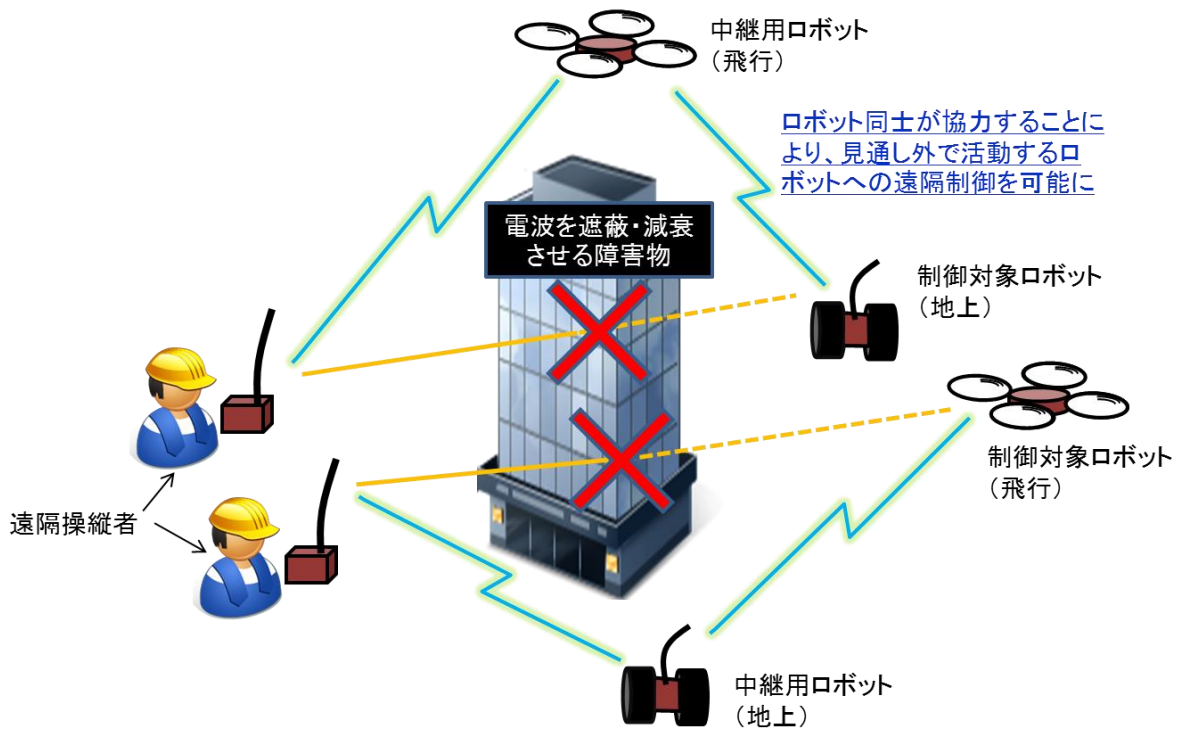 中継用ロボット
（飛行）
ロボット同士が協力することに
より、見通し外で活動するロ
ボットへの遠隔制御を可能に
電波を遮蔽・減衰
させる障害物
制御対象ロボット
（地上）
制御対象ロボット
（飛行）
遠隔操縦者
中継用ロボット
（地上）